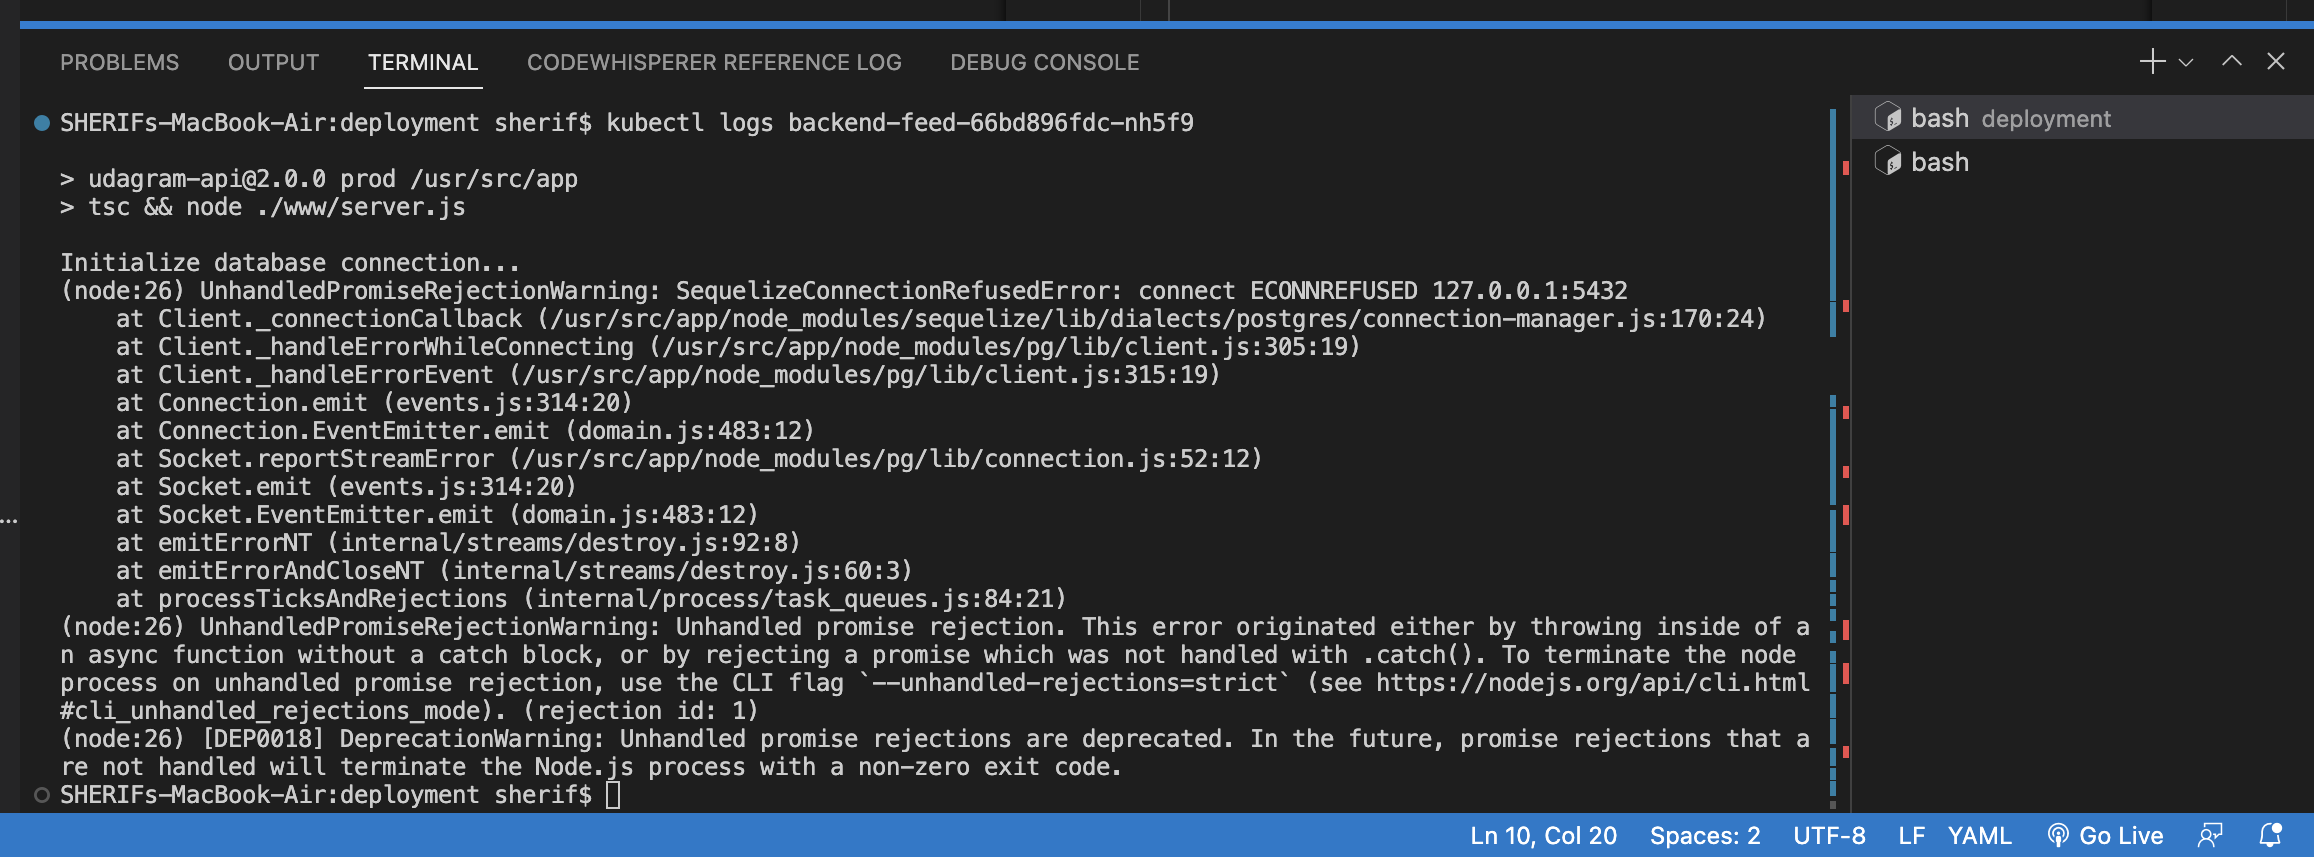 PROBLEMS OUTPUT TERMINAL CODEWHISPERER REFERENCE LOG DEBUG CONSOLE
SHERIFs-MacBook-Air:deployment sherif$ kubectl logs backend-feed-66bd896fdc-nh5f9
> udagram-api@2.0.0 prod /usr/src/app
> tsc && node ./www/server.js
Initialize database connection...
(node:26) UnhandledPromiseRejectionWarning: SequelizeConnectionRefusedError: connect ECONNREFUSED 127.0.0.1:5432
at Client._connectionCallback (/usr/src/app/node_modules/sequelize/lib/dialects/postgres/connection-manager.js:170:24)
at Client._handleErrorWhileConnecting (/usr/src/app/node_modules/pg/lib/client.js:305:19)
at Client._handleErrorEvent (/usr/src/app/node_modules/pg/lib/client.js:315:19)
at Connection.emit (events.js:314:20)
at Connection.EventEmitter.emit (domain.js:483:12)
at Socket.reportStreamError (/usr/src/app/node_modules/pg/lib/connection.js:52:12)
at Socket.emit (events.js:314:20)
at Socket.EventEmitter.emit (domain.js:483:12)
at emitErrorNT (internal/streams/destroy.js:92:8)
at emitErrorAndCloseNT (internal/streams/destroy.js:60:3)
at processTicksAndRejections (internal/process/task_queues.js:84:21)
(node:26) UnhandledPromiseRejectionWarning: Unhandled promise rejection. This error originated either by throwing inside of a
n async function without a catch block, or by rejecting a promise which was not handled with .catch(). To terminate the node
process on unhandled promise rejection, use the CLI flag `--unhandled-rejections=strict` (see https://nodejs.org/api/cli.html
#cli_unhandled_rejections_mode). (rejection id: 1)
(node:26) [DEP0018] DeprecationWarning: Unhandled promise rejections are deprecated. In the future, promise rejections that a
re not handled will terminate the Node.js process with a non-zero exit code.
SHERIFs-MacBook-Air:deployment sherif$
bash deployment
bash
Ln 10, Col 20 Spaces: 2 UTF-8 LF YAML Go Live